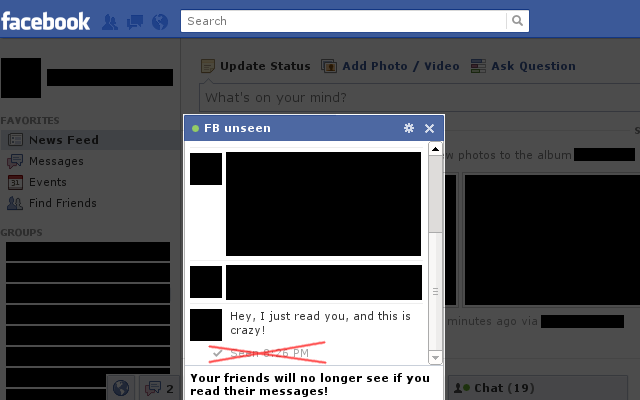 facebook
Search
Update Status
Add Photo / Video
Ask Question
What's on your mind?
FAVORITES
News Feed
Messages
Events
Find Friends
GROUPS
FB unseen
photos to the album
Hey, I just read you, and this is
crazy!
Seen 8:26 PM
minutes ago via
Your friends will no longer see if you
read their messages!
2
Chat (19)